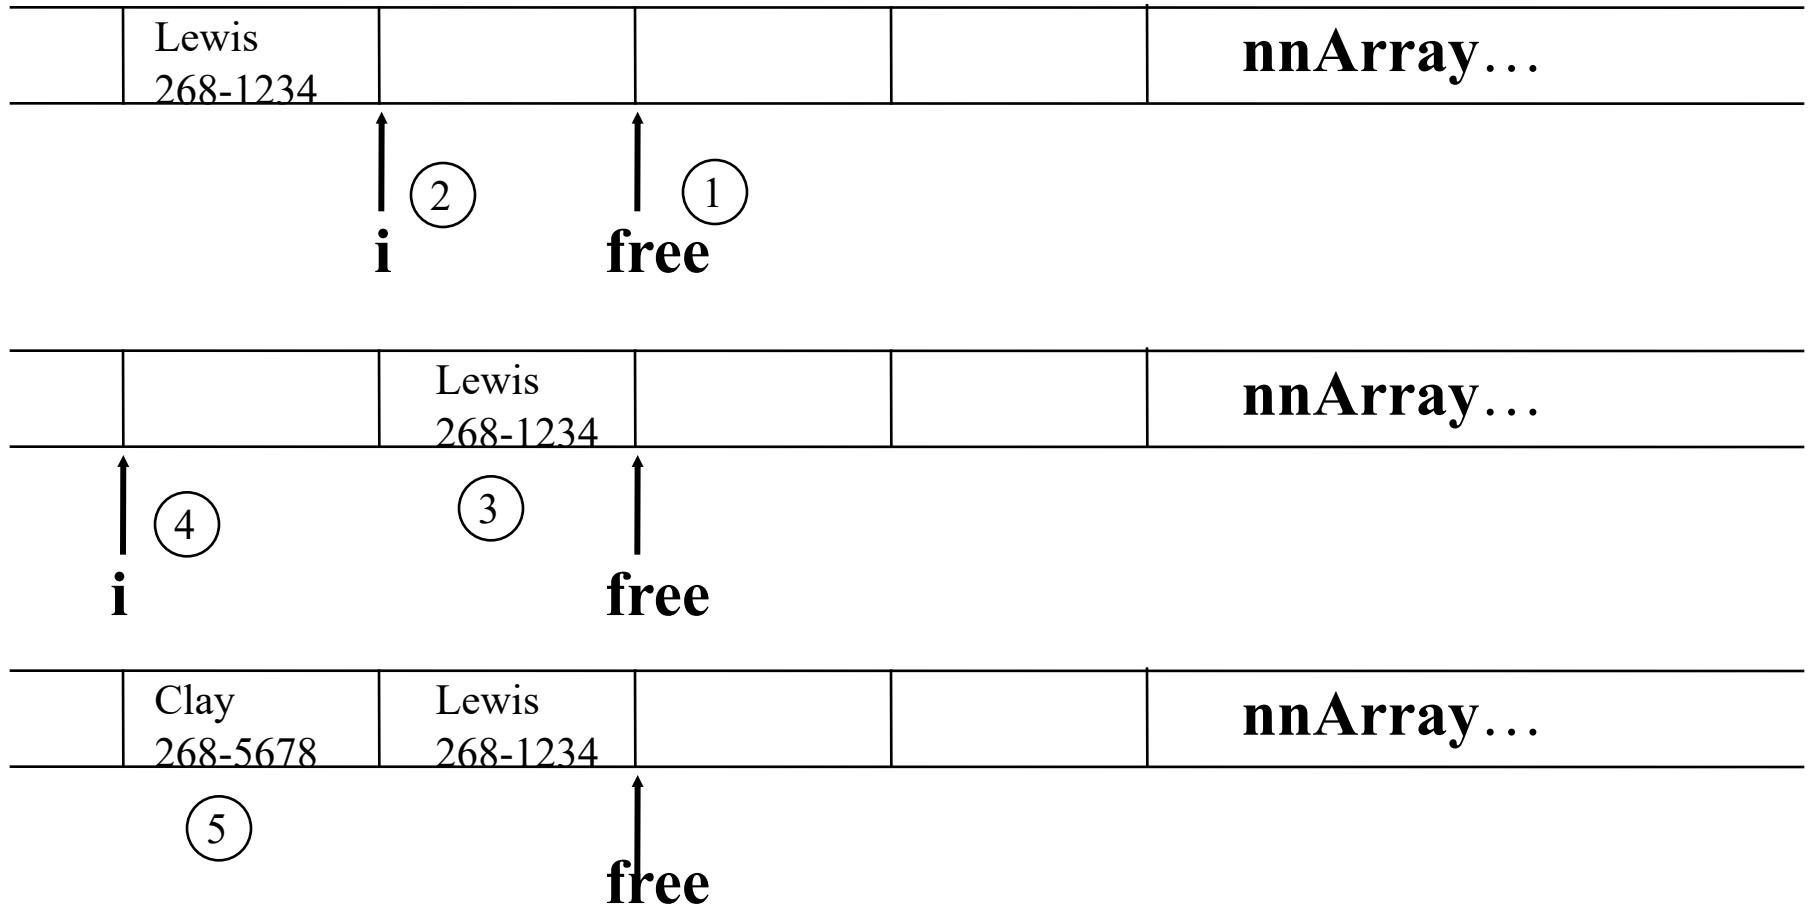 Lewis
268-1234
nnArray…
2
1
i
free
Lewis
268-1234
nnArray…
4
3
i
free
Clay
268-5678
Lewis
268-1234
nnArray…
5
free